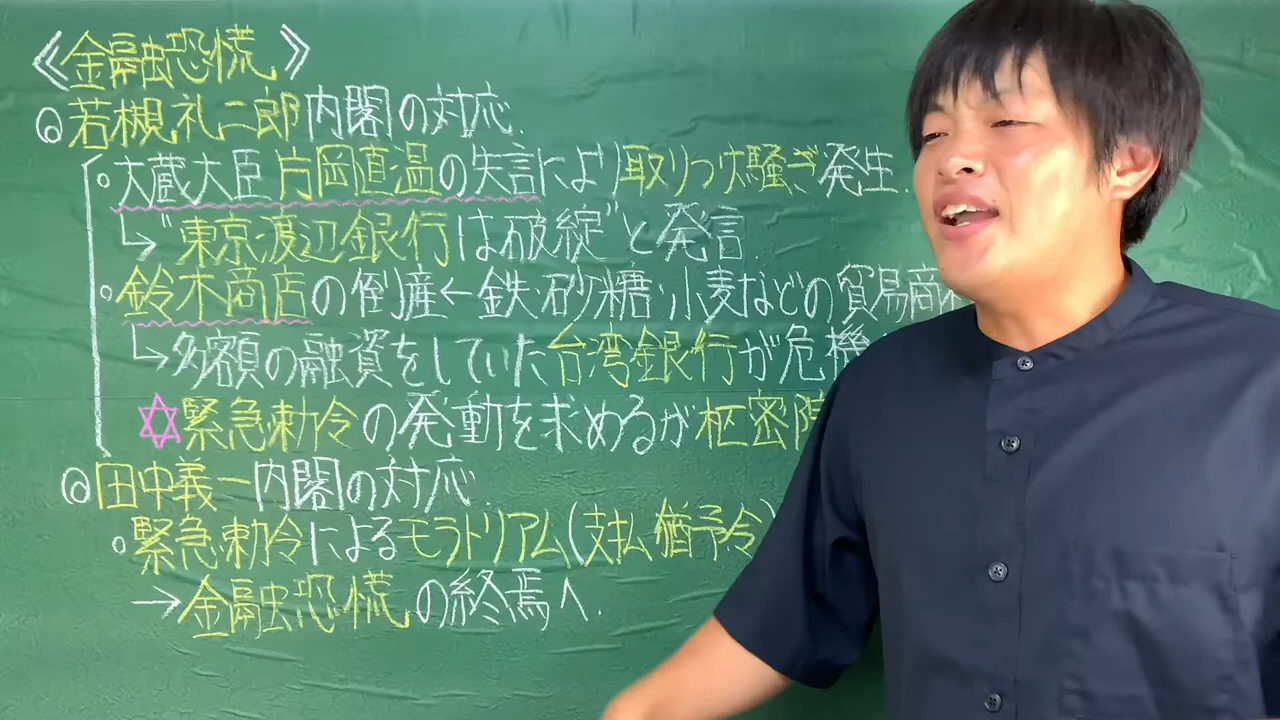 《金融恐慌》
◎若槻礼二郎内閣の対応.
○大蔵大臣片岡直温の失言により取りつけ騒ぎ発生.
↳"東京渡辺銀行は破綻"と発言.
○鈴木商店の倒産←鉄・砂糖・小麦などの貿易商
↳多額の融資をしていた台湾銀行が危機
✡緊急勅令の発動を求めるが枢密院
◎田中義一内閣の対応
○緊急勅令によるモラトリアム(支払猶予令)
→金融恐慌の終焉へ.